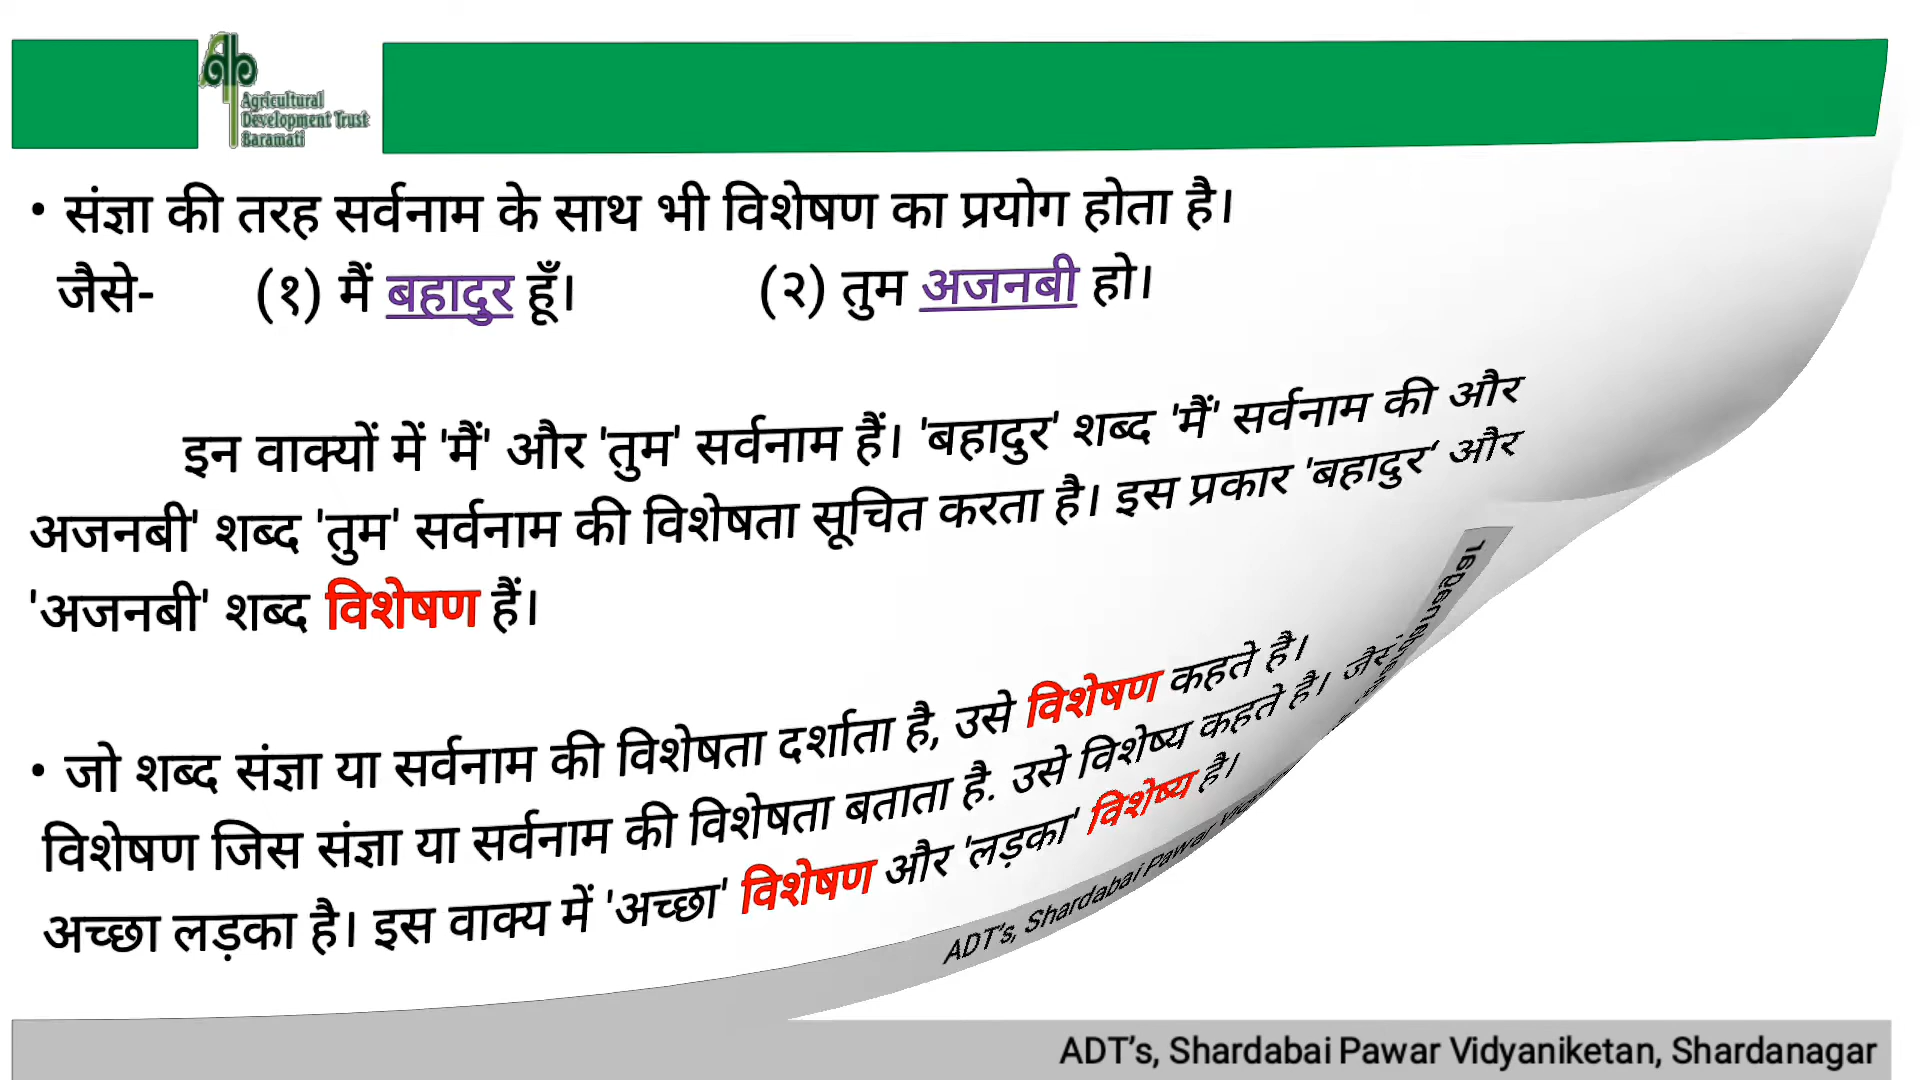 Agricultural
Development Trust
Baramati
• संज्ञा की तरह सर्वनाम के साथ भी विशेषण का प्रयोग होता है।
जैसे- (१) मैं बहादुर हूँ। (२) तुम अजनबी हो।
इन वाक्यों में 'मैं' और 'तुम' सर्वनाम हैं। 'बहादुर' शब्द 'मैं' सर्वनाम की और
अजनबी' शब्द 'तुम' सर्वनाम की विशेषता सूचित करता है। इस प्रकार 'बहादुर‘ और
'अजनबी' शब्द विशेषण हैं।
• जो शब्द संज्ञा या सर्वनाम की विशेषता दर्शाता है, उसे विशेषण कहते है।
विशेषण जिस संज्ञा या सर्वनाम की विशेषता बताता है. उसे विशेष्य कहते है।
अच्छा लड़का है। इस वाक्य में 'अच्छा' विशेषण और 'लड़का' विशेष्य है।
ADT’s, Shardabai Pawar
ADT’s, Shardabai Pawar Vidyaniketan, Shardanagar